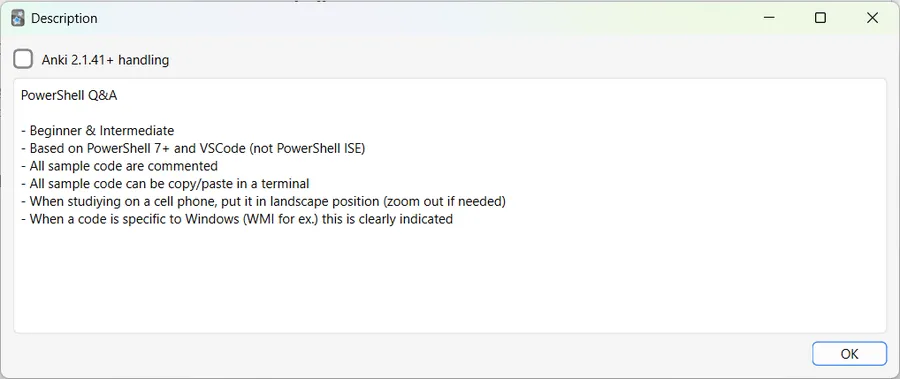 Description
Anki 2.1.41+ handling
PowerShell Q&A
- Beginner & Intermediate
- Based on PowerShell 7+ and VSCode (not PowerShell ISE)
- All sample code are commented
- All sample code can be copy/paste in a terminal
- When studiying on a cell phone, put it in landscape position (zoom out if needed)
- When a code is specific to Windows (WMI for ex.) this is clearly indicated
OK